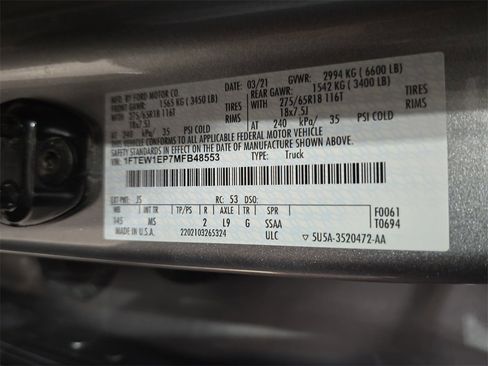 MFD. BY FORD MOTOR CO.
03/21 GVWR: 2994 KG (6600 LB)
FRONT GAWR: 1565 KG (3450 LB)
REAR GAWR: 1542 KG (3400 LB)
WITH 275/65R18 116T TIRES
18x7.5J RIMS
AT 240 kPa/ 35 PSI COLD
WITH 275/65R18 116T TIRES
18x7.5J RIMS
AT 240 kPa/ 35 PSI COLD
THIS VEHICLE CONFORMS TO ALL APPLICABLE FEDERAL MOTOR VEHICLE
SAFETY STANDARDS IN EFFECT ON THE DATE OF MANUFACTURE SHOWN ABOVE.
VIN: 1FTEW1EP7MFB48553 TYPE: Truck
EXT PNT: JS RC: 53 DSO:
WB INT TR TP/PS R AXLE TR SPR
145 MS 2 L9 G SSAA
F0061
T0694
MADE IN U.S.A. 2202103265324 ULC
5U5A-3520472-AA